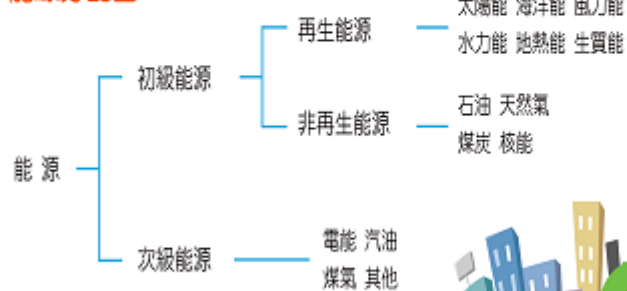 太陽能 海洋能 風力能
再生能源
水力能 地熱能 生質能
初級能源
石油 天然氣
非再生能源
煤炭 核能
能 源
電能 汽油
次級能源
煤氣 其他